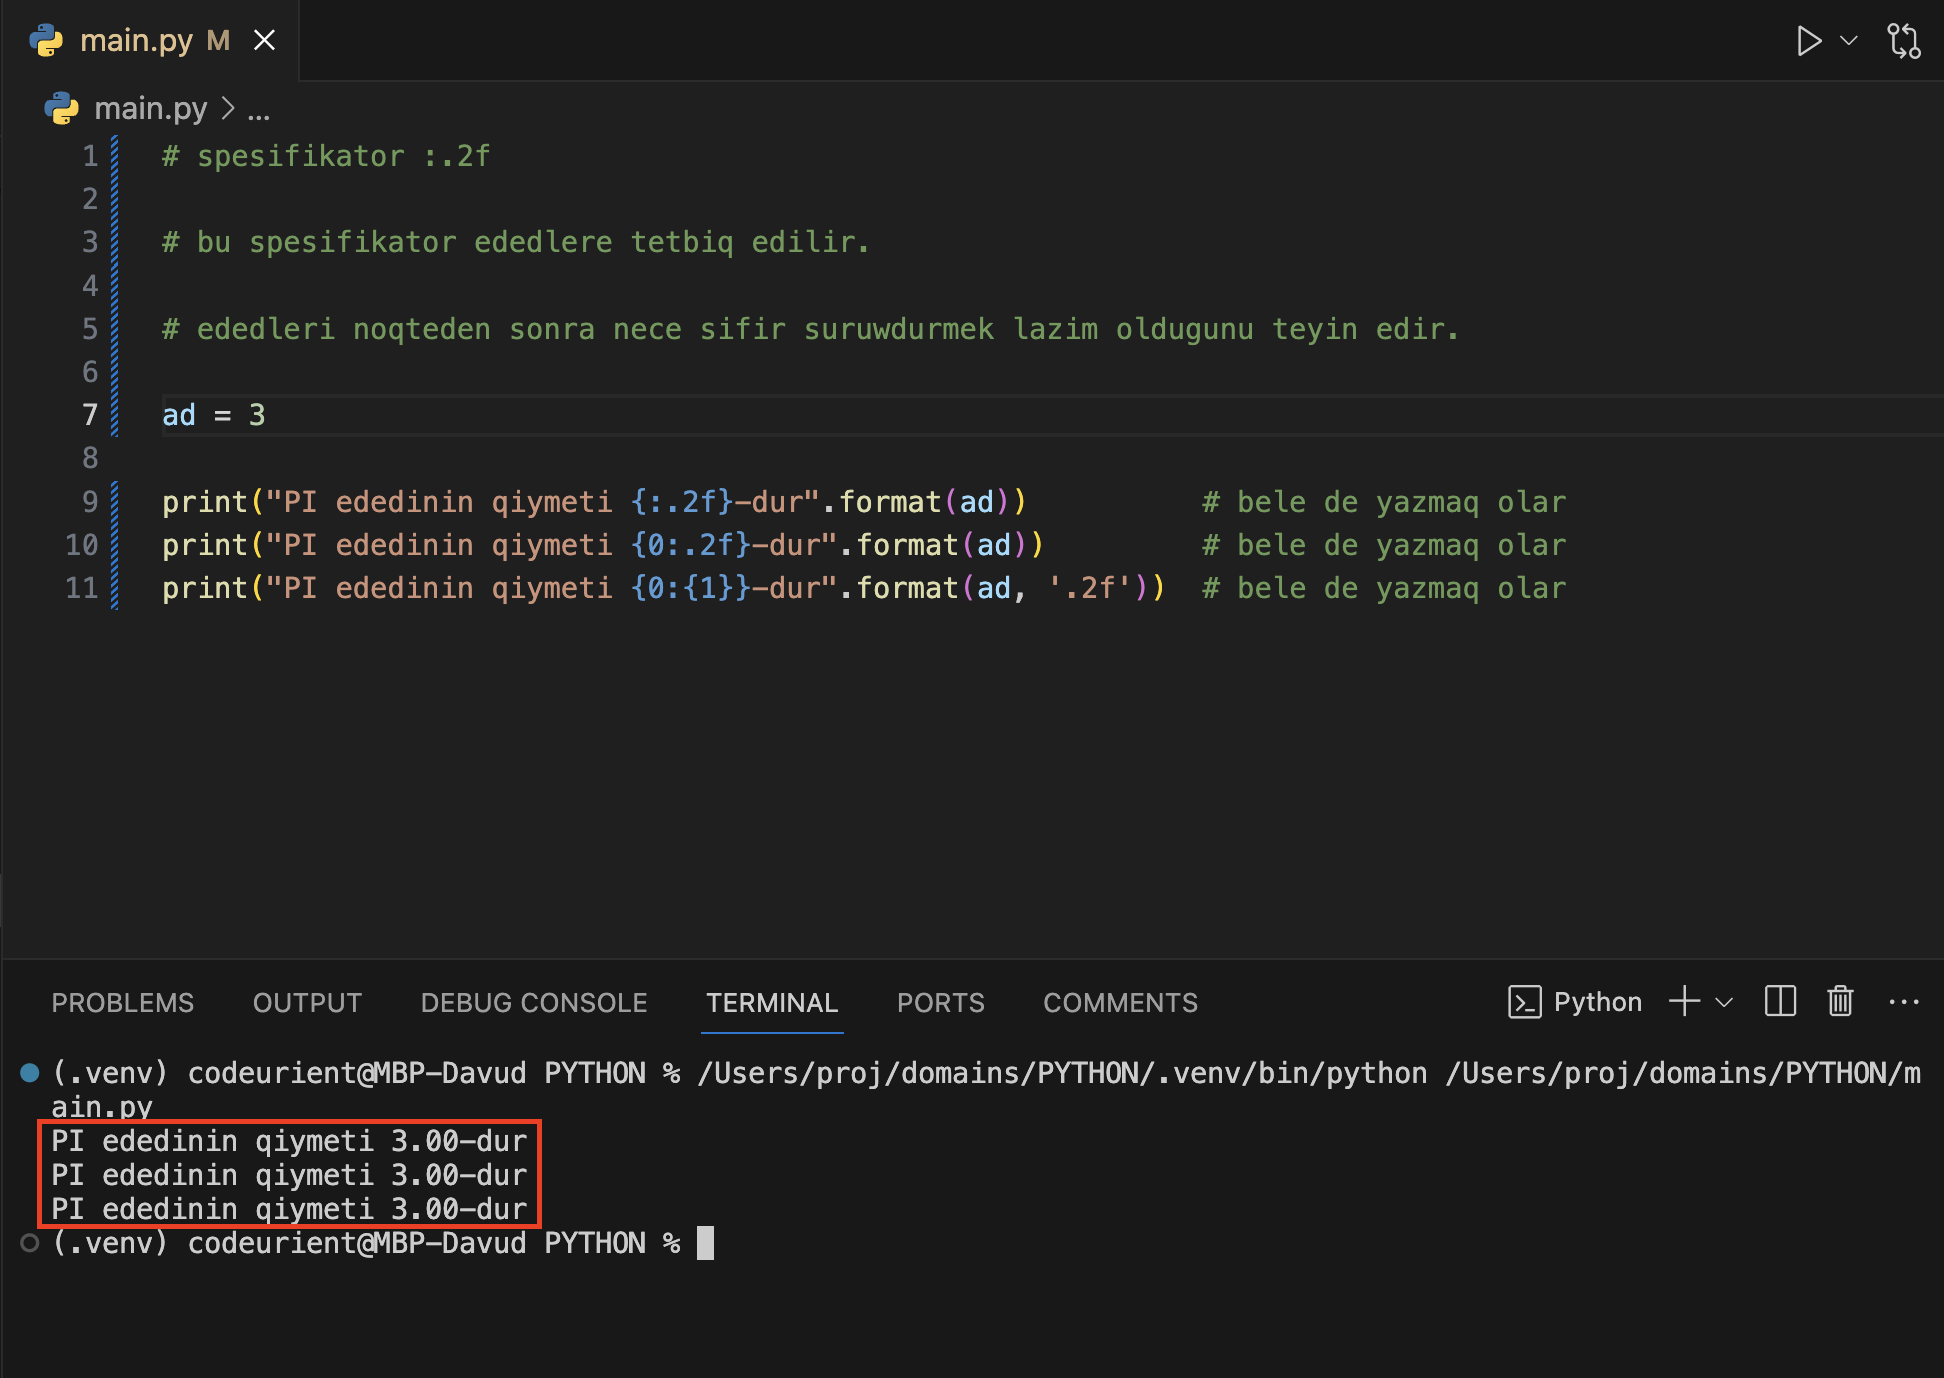 main.py M
main.py > ...
1 # spesifikator :.2f
2
3 # bu spesifikator ededlere tetbiq edilir.
4
5 # ededleri noqteden sonra nece sifir suruwdurmek lazim oldugunu teyin edir.
6
7 ad = 3
8
9 print("PI ededinin qiymeti {:.2f}-dur".format(ad)) # bele de yazmaq olar
10 print("PI ededinin qiymeti {0:.2f}-dur".format(ad)) # bele de yazmaq olar
11 print("PI ededinin qiymeti {0:{1}}-dur".format(ad, '.2f')) # bele de yazmaq olar
PROBLEMS OUTPUT DEBUG CONSOLE TERMINAL PORTS COMMENTS Python
(.venv) codeurient@MBP-Davud PYTHON % /Users/proj/domains/PYTHON/.venv/bin/python /Users/proj/domains/PYTHON/m
ain.py
PI ededinin qiymeti 3.00-dur
PI ededinin qiymeti 3.00-dur
PI ededinin qiymeti 3.00-dur
(.venv) codeurient@MBP-Davud PYTHON %